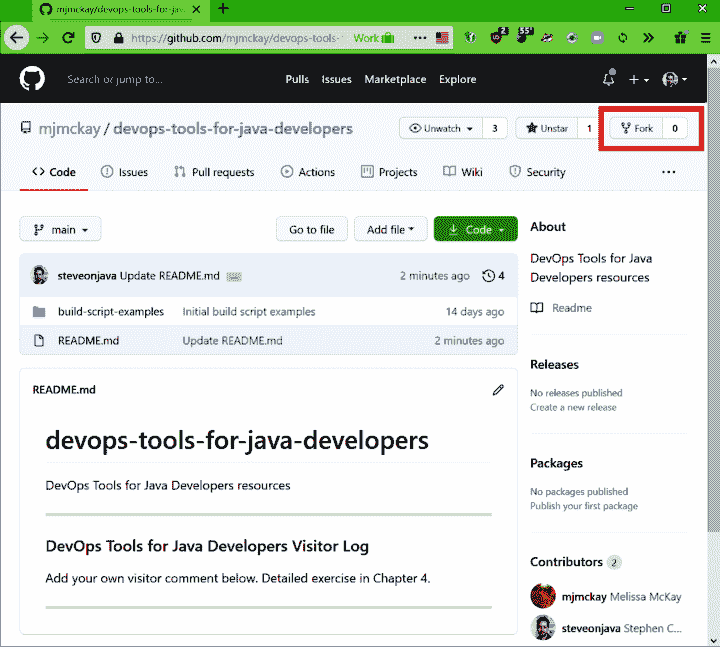 mjmckay/devops-tools-for-java-
https://github.com/mjmckay/devops-tools- Work
2 55+
Search or jump to... Pulls Issues Marketplace Explore
mjmckay / devops-tools-for-java-developers Unwatch 3 Unstar 1 Fork 0
Code Issues Pull requests Actions Projects Wiki Security ...
main Go to file Add file Code
steveonjava Update README.md 2 minutes ago 4
build-script-examples Initial build script examples 14 days ago
README.md Update README.md 2 minutes ago
README.md
devops-tools-for-java-developers
DevOps Tools for Java Developers resources
DevOps Tools for Java Developers Visitor Log
Add your own visitor comment below. Detailed exercise in Chapter 4.
About
DevOps Tools for Java
Developers resources
Readme
Releases
No releases published
Create a new release
Packages
No packages published
Publish your first package
Contributors 2
mjmckay Melissa McKay
steveonjava Stephen C...